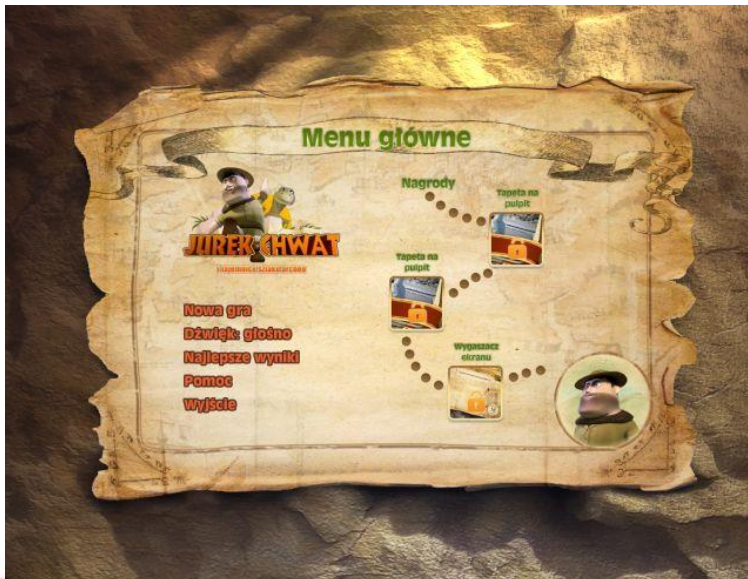 Menu główne
Nagrody
Tapeta na
pulpit
JUREK CHWAT
Tapeta na
pulpit
Nowa gra
Dźwięk: głośno
Najlepsze wyniki
Pomoc
Wyjście
Wygaszacz
ekranu